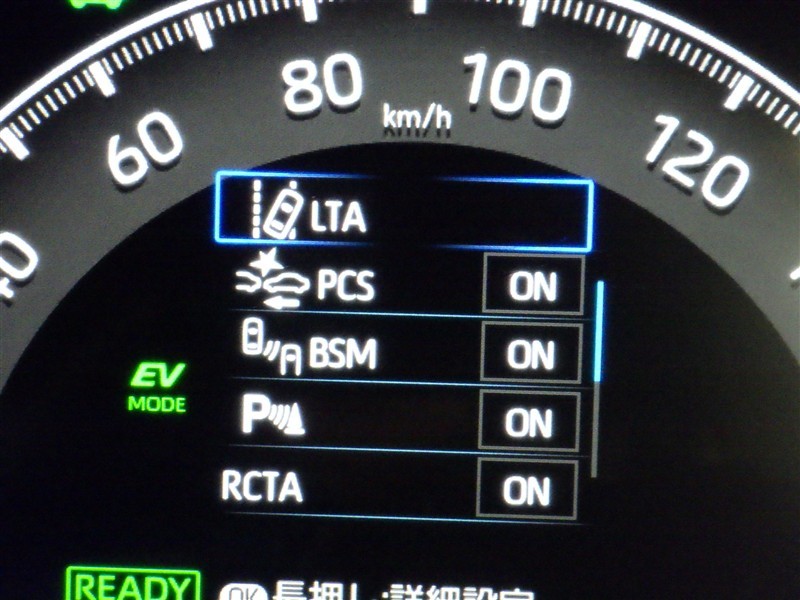 80 100
km/h
60 120
LTA
PCS ON
BSM ON
EV
MODE
P ON
RCTA ON
READY OK 長押し:詳細設定